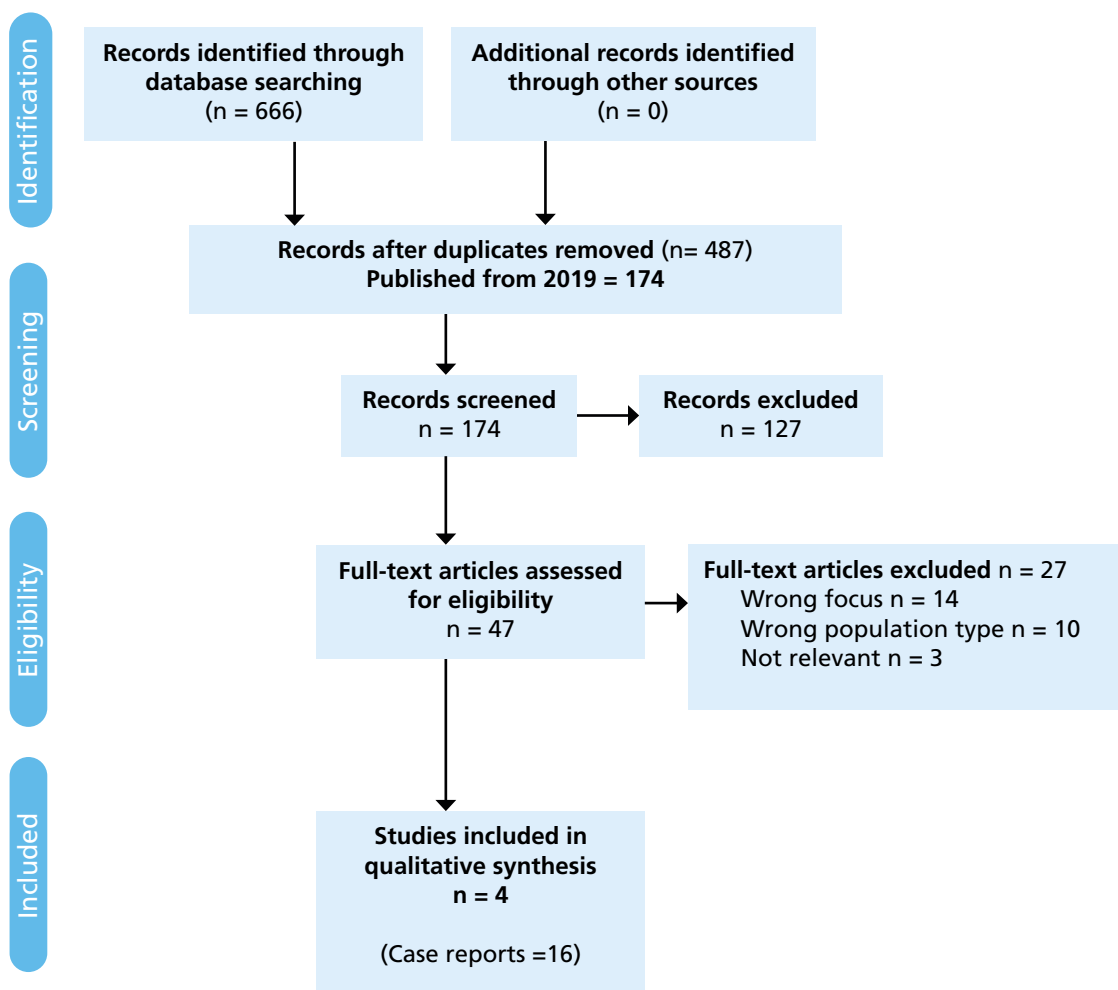 Identification
Records identified through
database searching
(n = 666)
Additional records identified
through other sources
(n = 0)
Records after duplicates removed (n= 487)
Published from 2019 = 174
Screening
Records screened
n = 174
Records excluded
n = 127
Eligibility
Full-text articles assessed
for eligibility
n = 47
Full-text articles excluded n = 27
Wrong focus n = 14
Wrong population type n = 10
Not relevant n = 3
Included
Studies included in
qualitative synthesis
n = 4
(Case reports =16)